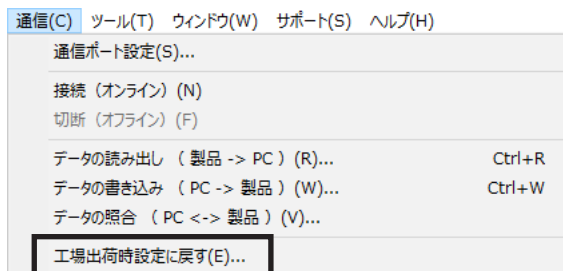 通信(C) ツール(T) ウィンドウ(W) サポート(S) ヘルプ(H)
通信ポート設定(S)...
接続（オンライン）(N)
切断（オフライン）(F)
データの読み出し （ 製品 -> PC ）(R)... Ctrl+R
データの書き込み （ PC -> 製品 ）(W)... Ctrl+W
データの照合 （ PC <-> 製品 ）(V)...
工場出荷時設定に戻す(E)...